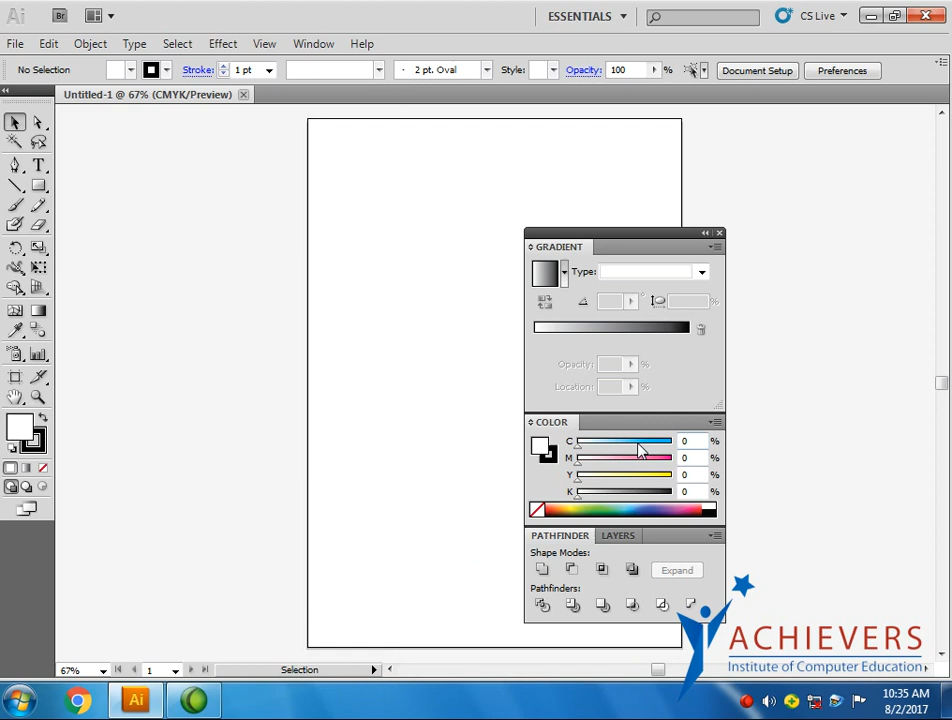 Ai Br ESSENTIALS CS Live
File Edit Object Type Select Effect View Window Help
No Selection Stroke: 1 pt 2 pt. Oval Style: Opacity: 100 % Document Setup Preferences
Untitled-1 @ 67% (CMYK/Preview)
GRADIENT
Type:
° %
Opacity: %
Location: %
COLOR
C 0 %
M 0 %
Y 0 %
K 0 %
PATHFINDER LAYERS
Shape Modes:
Expand
Pathfinders:
ACHIEVERS
Institute of Computer Education
67% 1 Selection
Ai 10:35 AM
8/2/2017